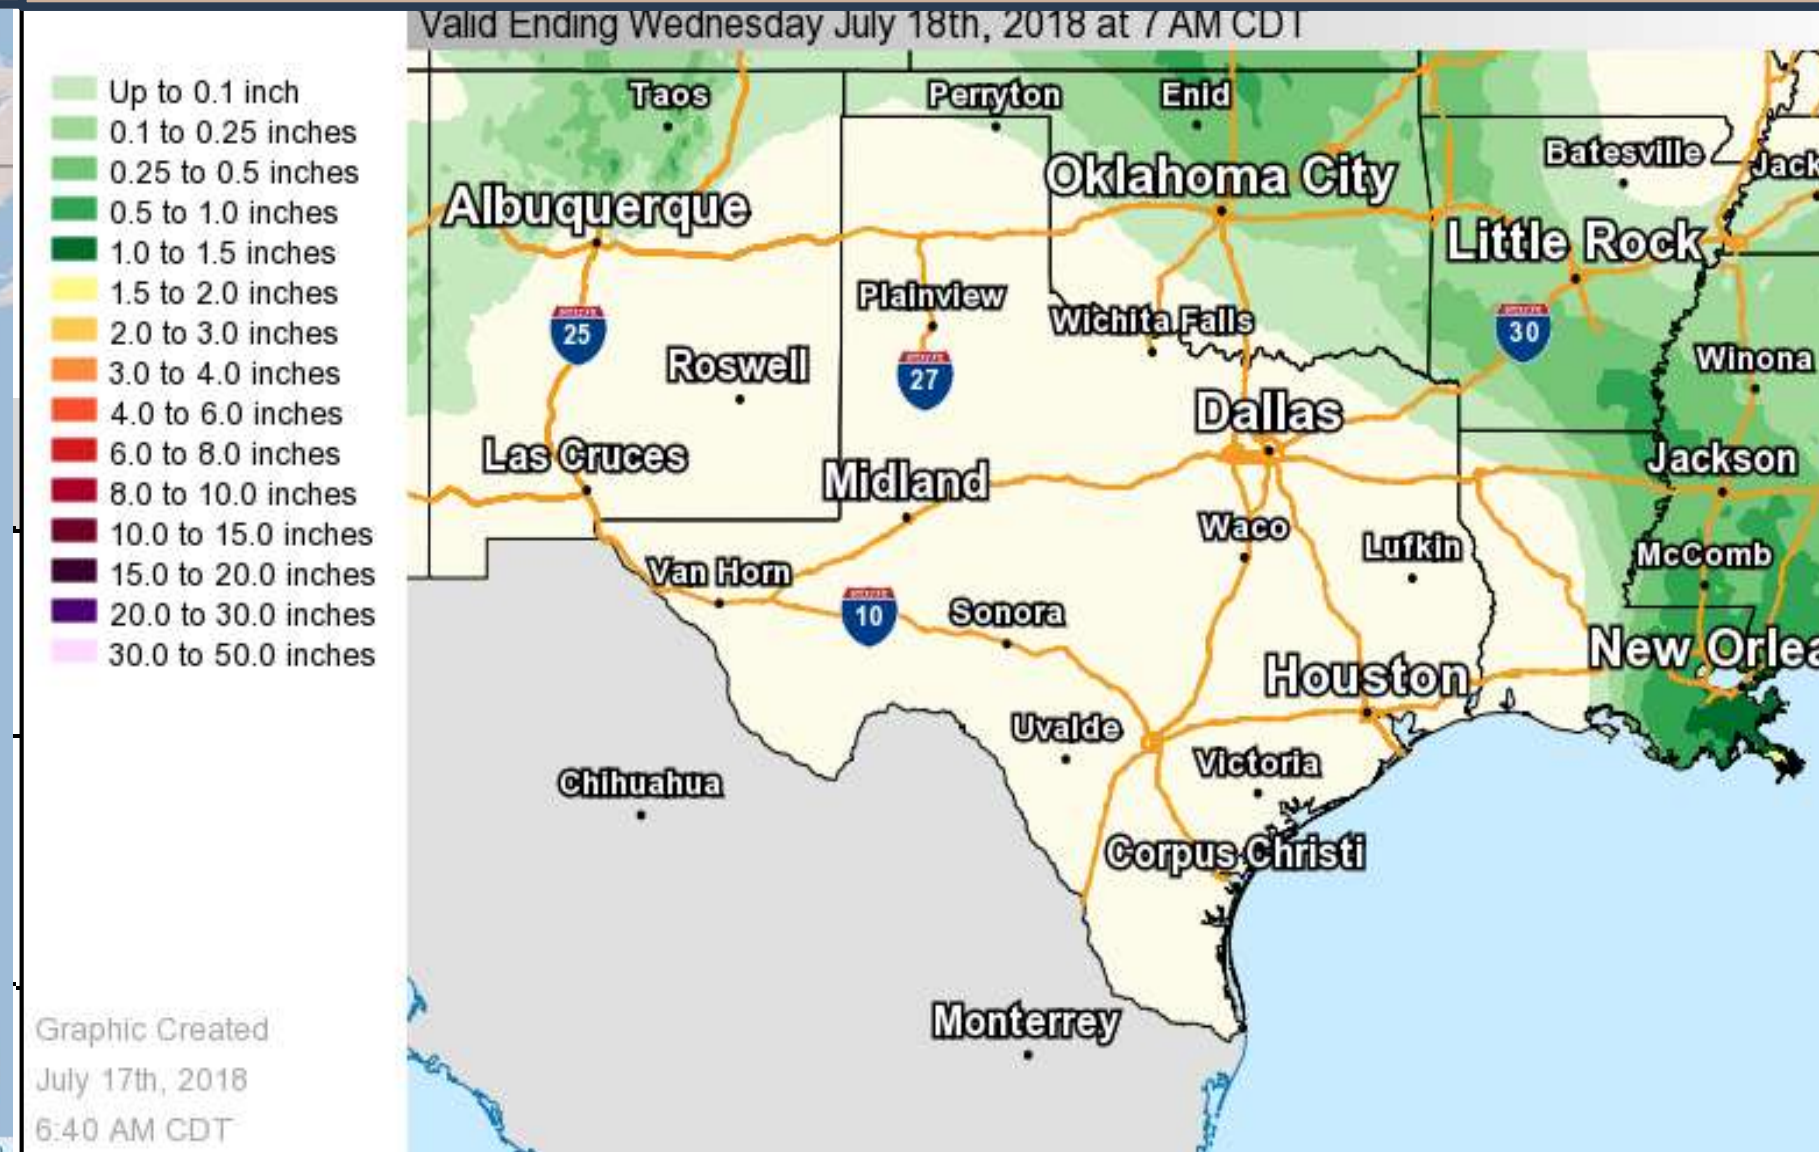 Valid Ending Wednesday July 18th, 2018 at 7 AM CDT
Up to 0.1 inch
0.1 to 0.25 inches
0.25 to 0.5 inches
0.5 to 1.0 inches
1.0 to 1.5 inches
1.5 to 2.0 inches
2.0 to 3.0 inches
3.0 to 4.0 inches
4.0 to 6.0 inches
6.0 to 8.0 inches
8.0 to 10.0 inches
10.0 to 15.0 inches
15.0 to 20.0 inches
20.0 to 30.0 inches
30.0 to 50.0 inches
Graphic Created
July 17th, 2018
6:40 AM CDT
Taos
Perryton
Enid
Batesville
Jack
Albuquerque
Oklahoma City
Little Rock
Plainview
Wichita Falls
25
30
Roswell
27
Winona
Dallas
Las Cruces
Midland
Jackson
Waco
Lufkin
McComb
Van Horn
10
Sonora
New Orlea
Houston
Uvalde
Victoria
Chihuahua
Corpus Christi
Monterrey